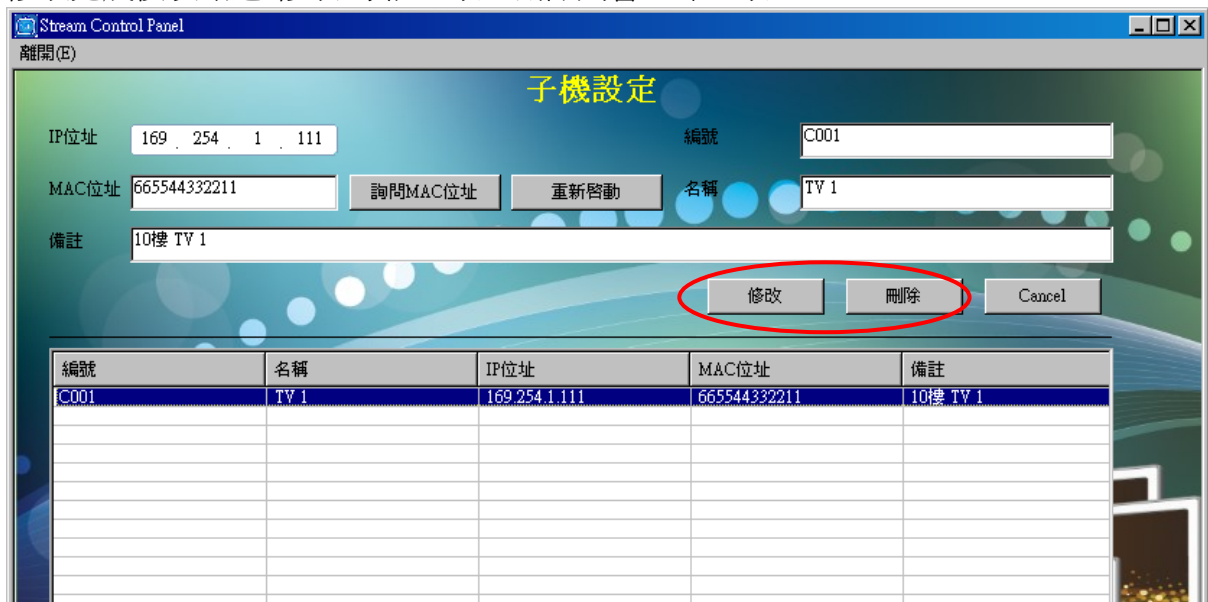 Stream Control Panel
離開(E)
子機設定
IP位址 169 . 254 . 1 . 111 編號 C001
MAC位址 665544332211 詢問MAC位址 重新啓動 名稱 TV 1
備註 10樓 TV 1
修改 刪除 Cancel
編號 名稱 IP位址 MAC位址 備註
C001 TV 1 169.254.1.111 665544332211 10樓 TV 1